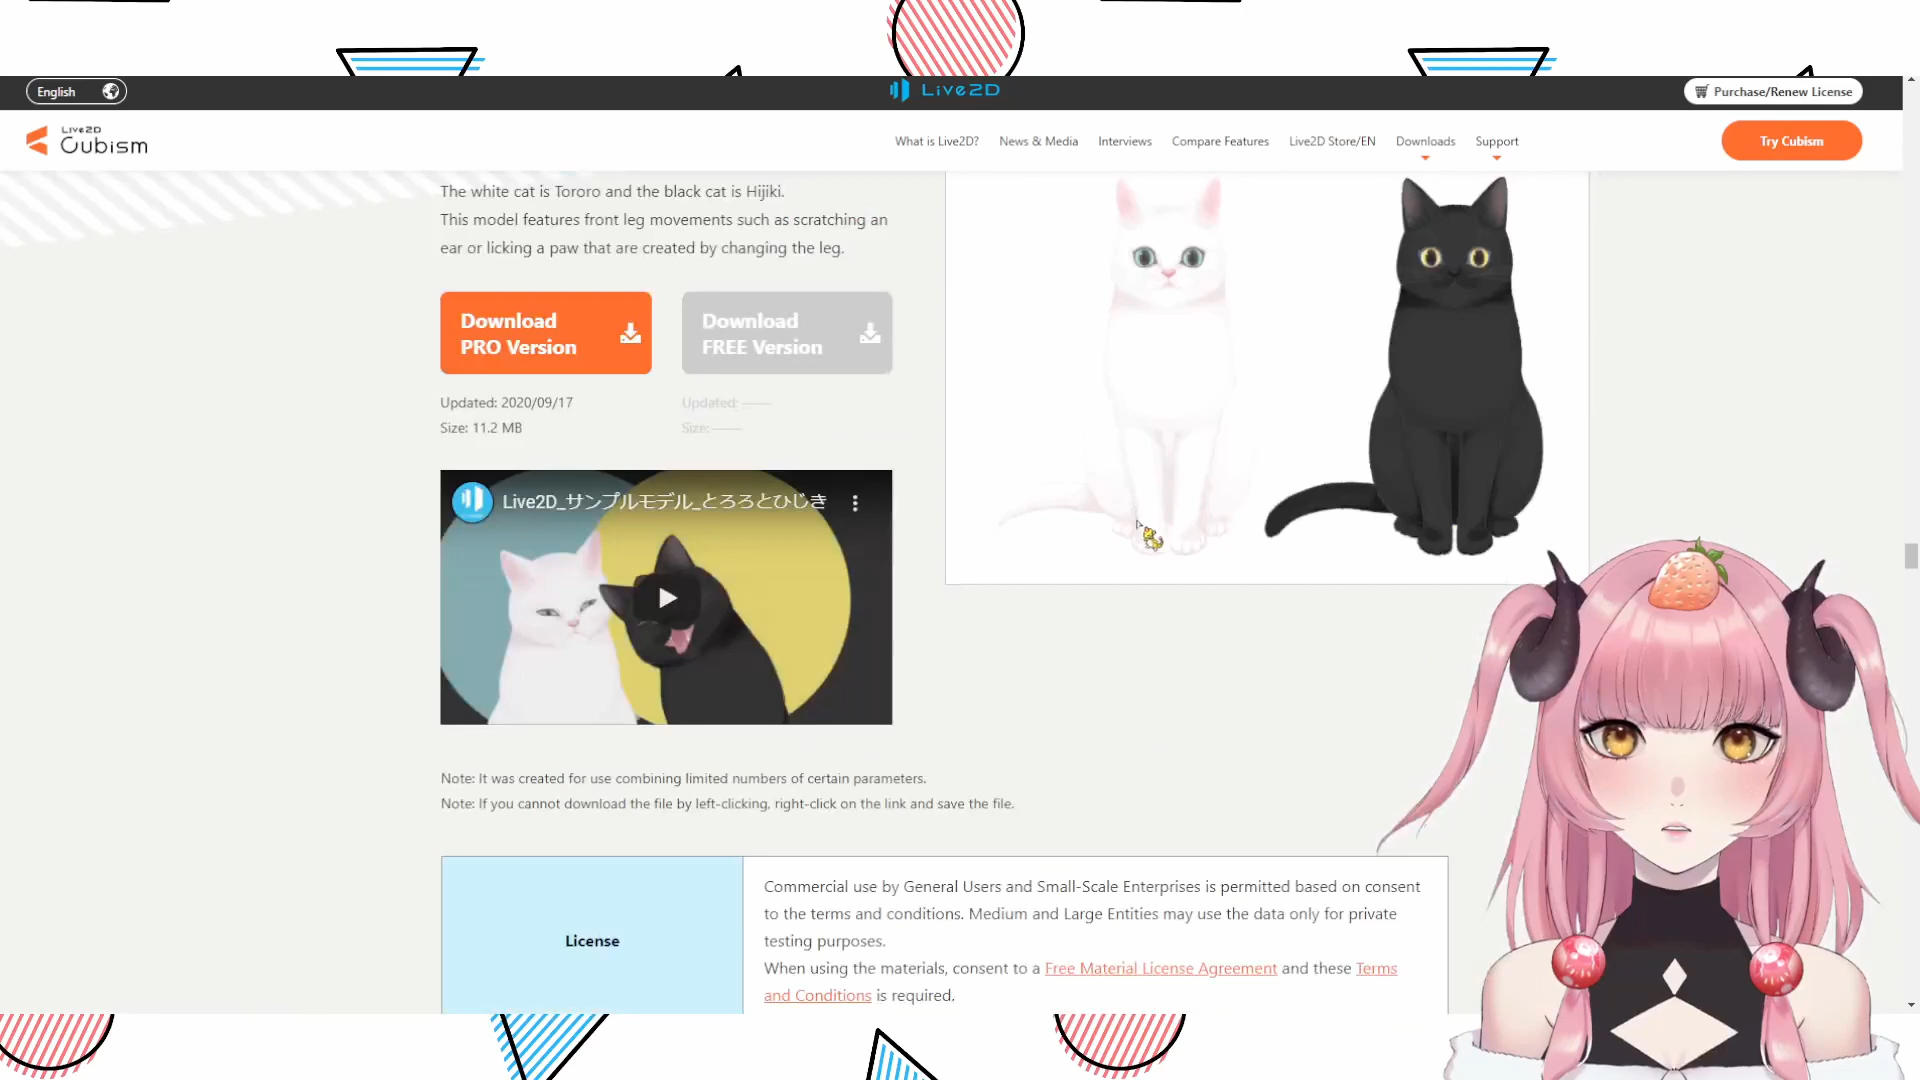 English
Live2D
Purchase/Renew License
Live2D
Cubism
What is Live2D?
News & Media
Interviews
Compare Features
Live2D Store/EN
Downloads
Support
Try Cubism
The white cat is Tororo and the black cat is Hijiki.
This model features front leg movements such as scratching an
ear or licking a paw that are created by changing the leg.
Download
PRO Version
Download
FREE Version
Updated: 2020/09/17
Size: 11.2 MB
Updated: ——
Size: ——
Live2D_サンプルモデル_とろろとひじき
Note: It was created for use combining limited numbers of certain parameters.
Note: If you cannot download the file by left-clicking, right-click on the link and save the file.
License
Commercial use by General Users and Small-Scale Enterprises is permitted based on consent
to the terms and conditions. Medium and Large Entities may use the data only for private
testing purposes.
When using the materials, consent to a Free Material License Agreement and these Terms
and Conditions is required.